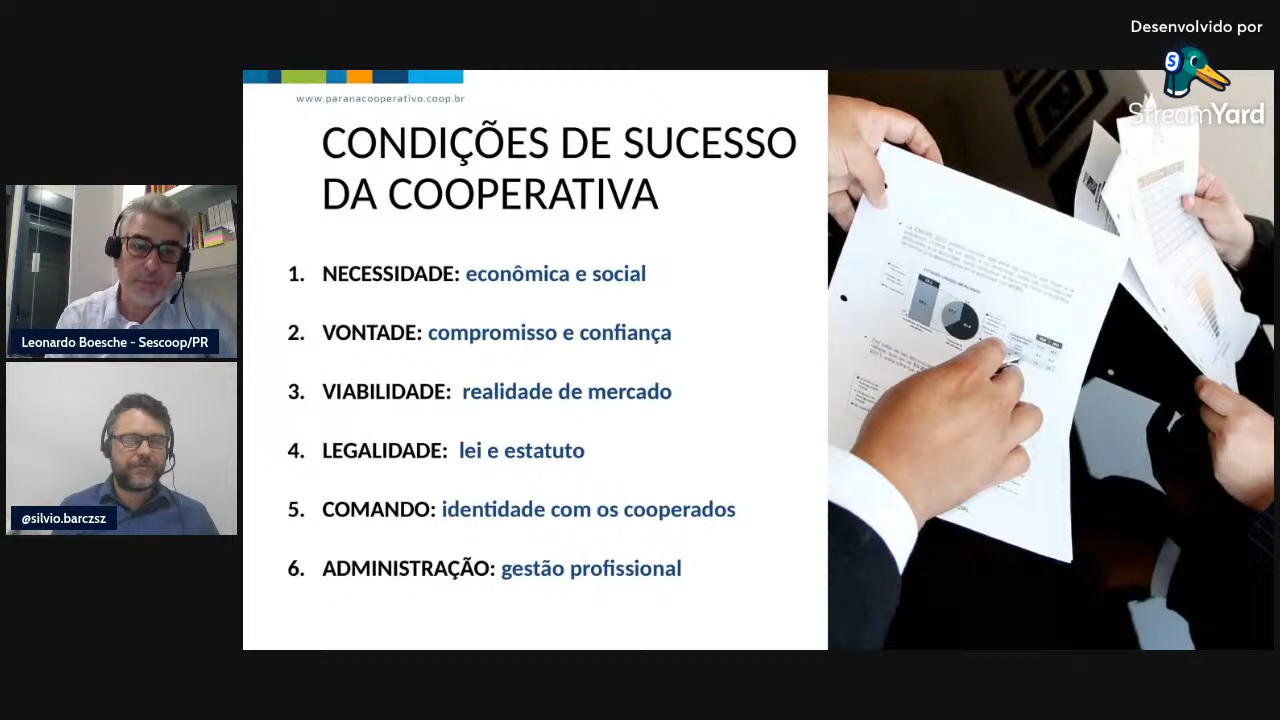 Desenvolvido por
StreamYard
www.paranacooperativo.coop.br
CONDIÇÕES DE SUCESSO
DA COOPERATIVA
1. NECESSIDADE: econômica e social
2. VONTADE: compromisso e confiança
3. VIABILIDADE: realidade de mercado
4. LEGALIDADE: lei e estatuto
5. COMANDO: identidade com os cooperados
6. ADMINISTRAÇÃO: gestão profissional
Leonardo Boesche - Sescoop/PR
@silvio.barczsz